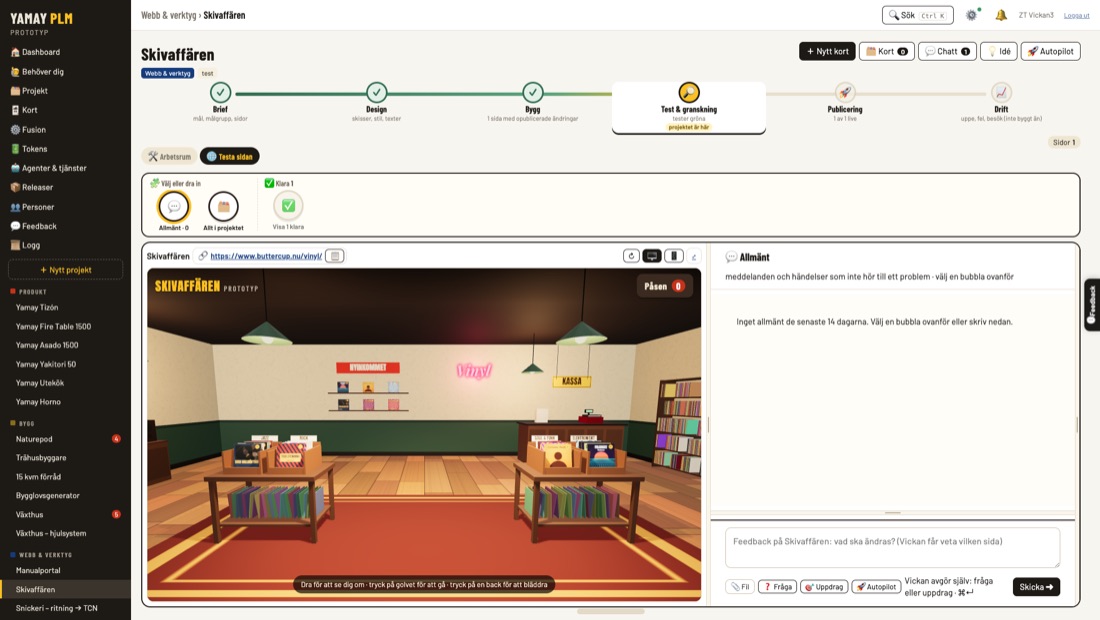 YAMAY PLM
PROTOTYP
Dashboard
Behöver dig
Projekt
Kort
Fusion
Tokens
Agenter & tjänster
Releaser
Personer
Feedback
Logg
+ Nytt projekt
PRODUKT
Yamay Tizón
Yamay Fire Table 1500
Yamay Asado 1500
Yamay Yakitori 50
Yamay Utekök
Yamay Horno
BYGG
Naturepod 4
Trähusbyggare
15 kvm förråd
Bygglovsgenerator
Växthus 5
Växthus – hjulsystem
WEBB & VERKTYG
Manualportal
Skivaffären
Snickeri – ritning → TCN
Webb & verktyg › Skivaffären
Sök Ctrl K
ZT Vickan3
Logga ut
Skivaffären
Webb & verktyg test
+ Nytt kort
Kort 0
Chatt 1
Idé
Autopilot
Brief
mål, målgrupp, sidor
Design
skisser, stil, texter
Bygg
1 sida med opublicerade ändringar
Test & granskning
tester gröna
projektet är här
Publicering
1 av 1 live
Drift
uppe, fel, besök (inte byggt än)
Sidor 1
Arbetsrum
Testa sidan
Välj eller dra in
Allmänt · 0
Allt i projektet
Klara 1
Visa 1 klara
Skivaffären https://www.buttercup.nu/vinyl/
SKIVAFFÄREN PROTOTYP
Påsen 0
NYINKOMMET
Vinyl
KASSA
Dra för att se dig om · tryck på golvet för att gå · tryck på en back för att bläddra
Allmänt
meddelanden och händelser som inte hör till ett problem · välj en bubbla ovanför
Inget allmänt de senaste 14 dagarna. Välj en bubbla ovanför eller skriv nedan.
Feedback på Skivaffären: vad ska ändras? (Vickan får veta vilken sida)
Fil
Fråga
Uppdrag
Autopilot
Vickan avgör själv: fråga
eller uppdrag · ⌘↵
Skicka ➔
Feedback